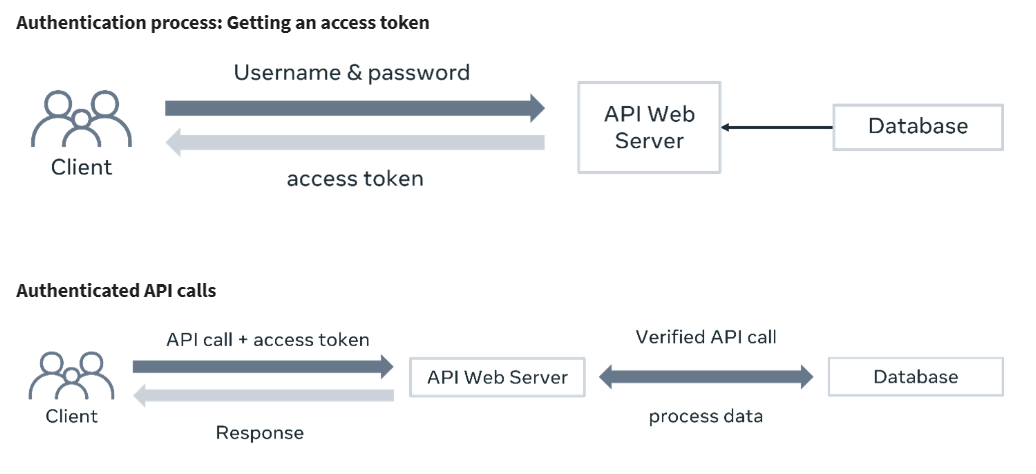 Authentication process: Getting an access token
Username & password
API Web
Server
Database
Client
access token
Authenticated API calls
API call + access token
Verified API call
API Web Server
Database
Client
process data
Response